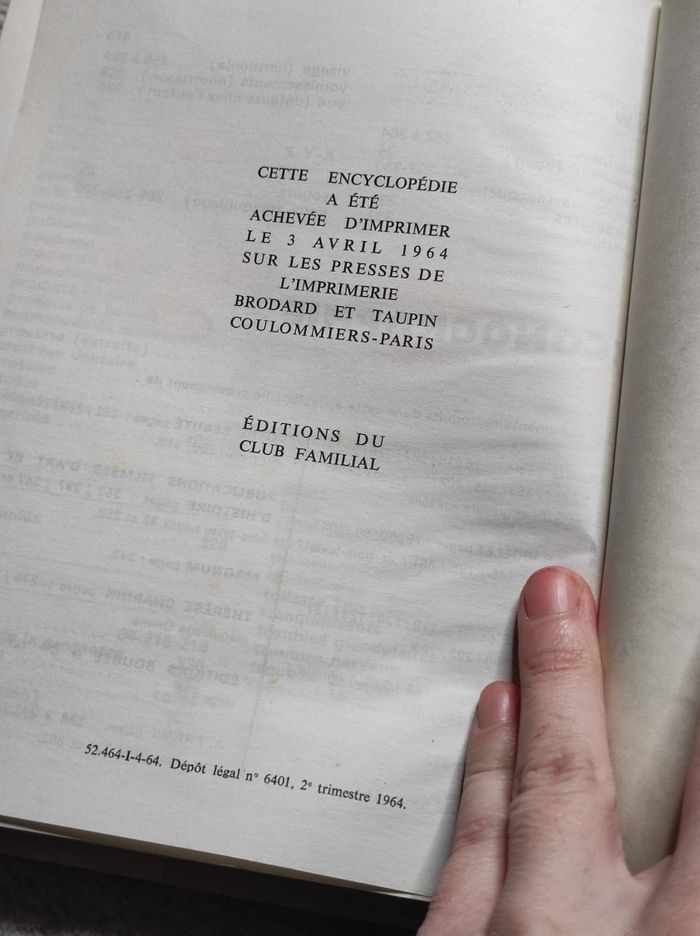 CETTE ENCYCLOPÉDIE
A ÉTÉ
ACHEVÉE D'IMPRIMER
LE 3 AVRIL 1964
SUR LES PRESSES DE
L'IMPRIMERIE
BRODARD ET TAUPIN
COULOMMIERS-PARIS
ÉDITIONS DU
CLUB FAMILIAL
52.464-I-4-64. Dépôt légal n° 6401, 2e trimestre 1964.